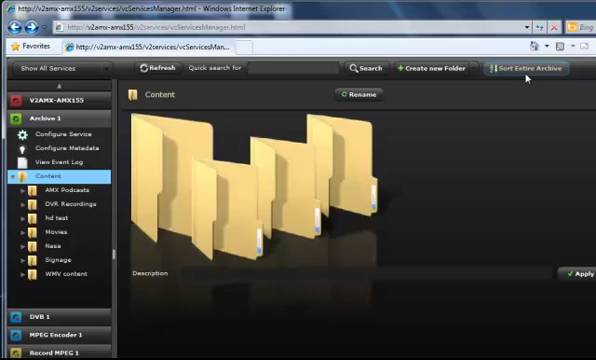 http://v2amx-amx155/v2services/vcServicesManager.html - Windows Internet Explorer
http://v2amx-amx155/v2services/vcServicesManager.html
Bing
Favorites
http://v2amx-amx155/v2services/vcServicesMan...
Show All Services
Refresh
Quick search for
Search
Create new Folder
Sort Entire Archive
V2AMX-AMX155
Content
Rename
Archive 1
Configure Service
Configure Metadata
View Event Log
Content
AMX Podcasts
DVR Recordings
hd test
Movies
Nasa
Signage
WMV content
Description
Apply
DVB 1
MPEG Encoder 1
Record MPEG 1